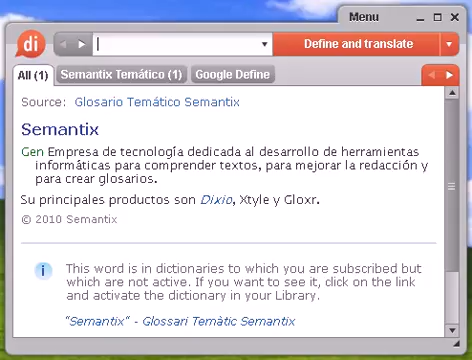 Menu
di
Define and translate
All (1) Semantix Temático (1) Google Define
Source: Glosario Temático Semantix
Semantix
Gen Empresa de tecnología dedicada al desarrollo de herramientas
informáticas para comprender textos, para mejorar la redacción y
para crear glosarios.
Su principales productos son Dixio, Xtyle y Gloxr.
© 2010 Semantix
This word is in dictionaries to which you are subscribed but
which are not active. If you want to see it, click on the link
and activate the dictionary in your Library.
"Semantix" - Glossari Temàtic Semantix